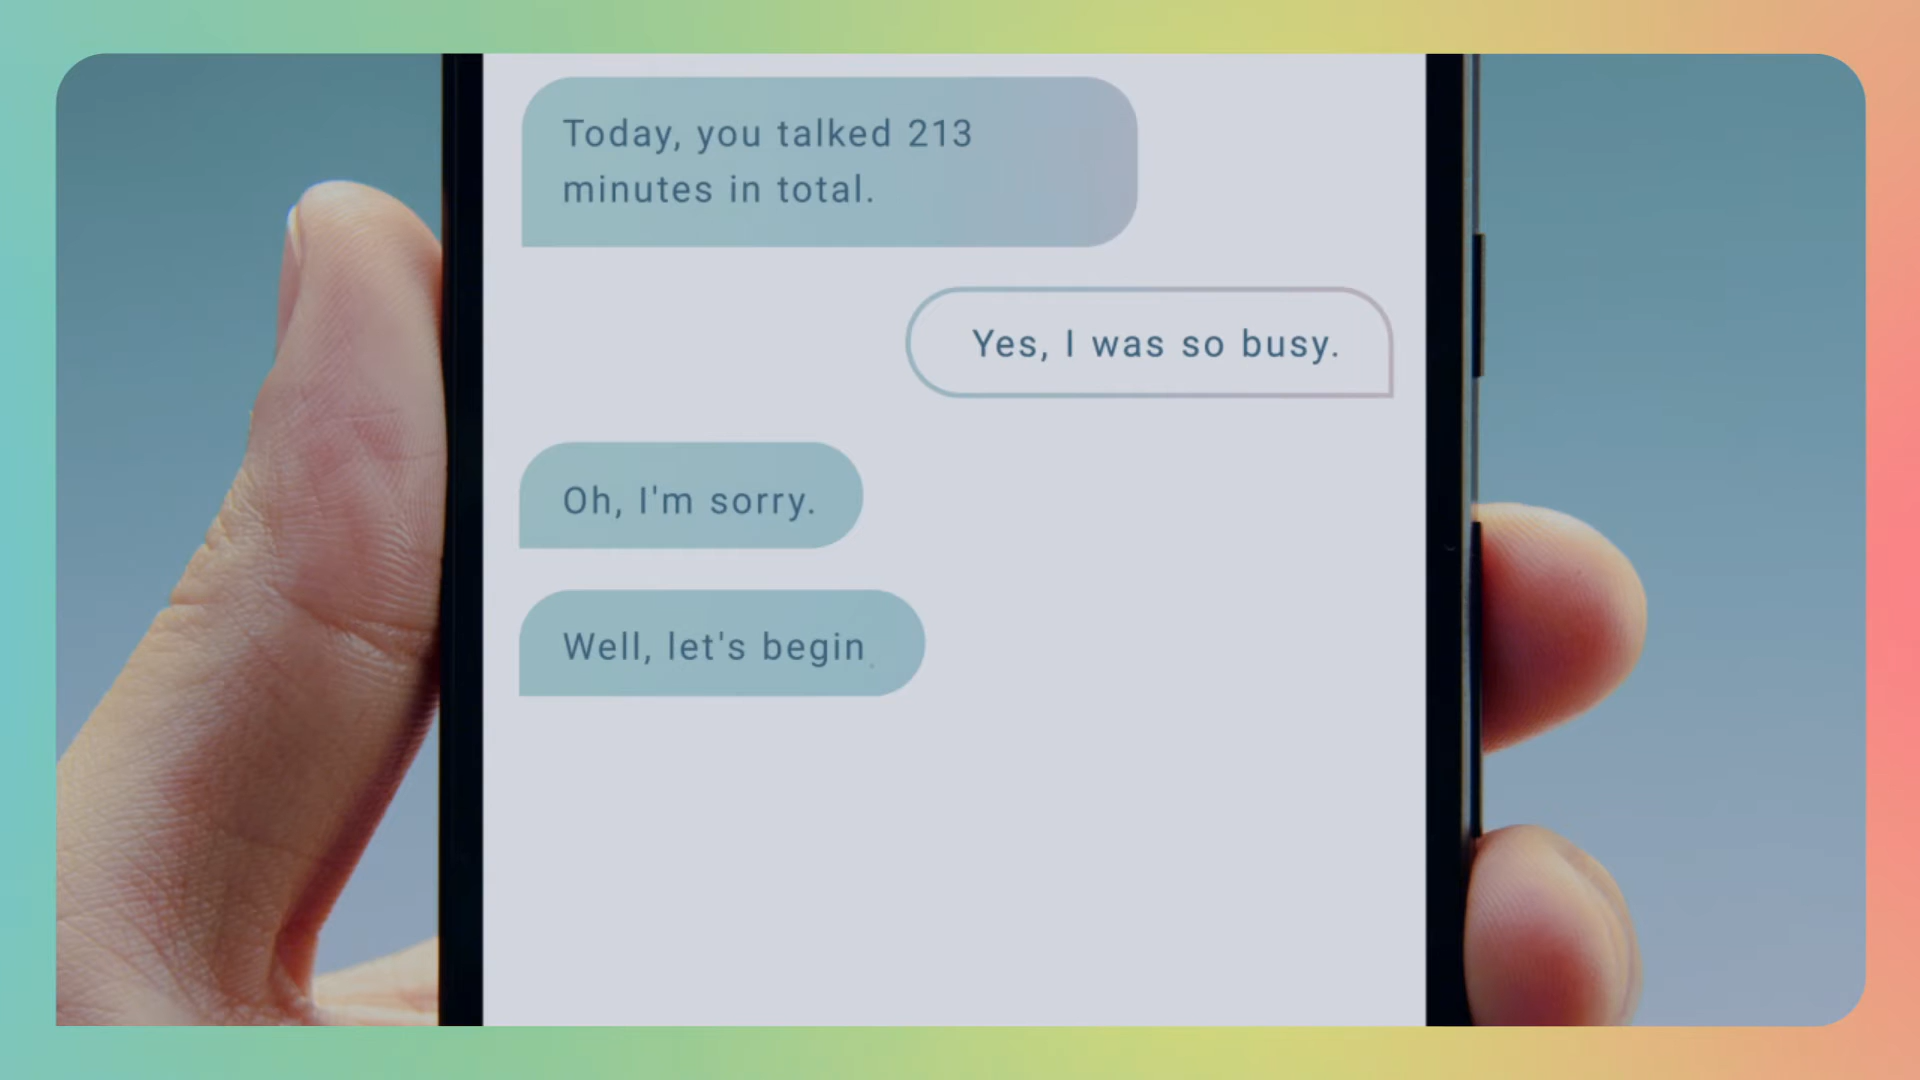 Today, you talked 213
minutes in total.
Yes, I was so busy.
Oh, I'm sorry.
Well, let's begin.